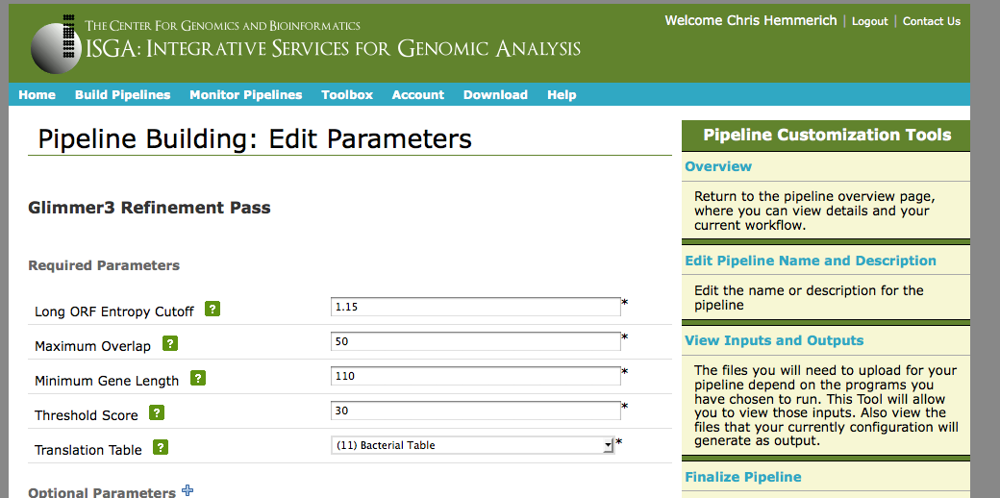 THE CENTER FOR GENOMICS AND BIOINFORMATICS
ISGA: INTEGRATIVE SERVICES FOR GENOMIC ANALYSIS
Welcome Chris Hemmerich | Logout | Contact Us
Home Build Pipelines Monitor Pipelines Toolbox Account Download Help
Pipeline Building: Edit Parameters
Glimmer3 Refinement Pass
Required Parameters
Long ORF Entropy Cutoff ? 1.15 *
Maximum Overlap ? 50 *
Minimum Gene Length ? 110 *
Threshold Score ? 30 *
Translation Table ? (11) Bacterial Table *
Optional Parameters
Pipeline Customization Tools
Overview
Return to the pipeline overview page,
where you can view details and your
current workflow.
Edit Pipeline Name and Description
Edit the name or description for the
pipeline
View Inputs and Outputs
The files you will need to upload for your
pipeline depend on the programs you
have chosen to run. This Tool will allow
you to view those inputs. Also view the
files that your currently configuration will
generate as output.
Finalize Pipeline